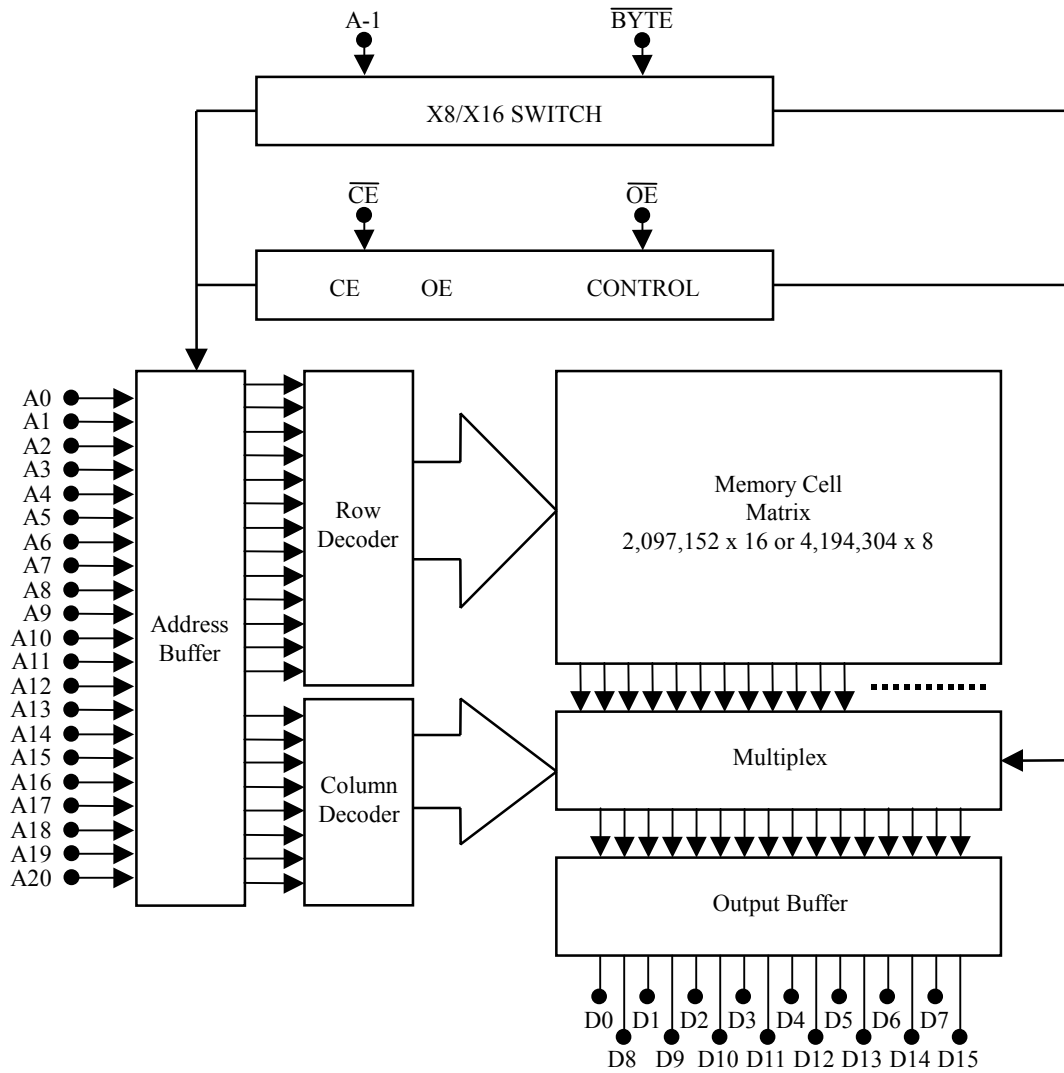 A-1 B̅Y̅T̅E̅
X8/X16 SWITCH
C̅E̅ O̅E̅
CE OE CONTROL
A0
A1
A2
A3
A4
A5
A6
A7
A8
A9
A10
A11
A12
A13
A14
A15
A16
A17
A18
A19
A20
Address
Buffer
Row
Decoder
Column
Decoder
Memory Cell
Matrix
2,097,152 x 16 or 4,194,304 x 8
Multiplex
Output Buffer
D0 D1 D2 D3 D4 D5 D6 D7
D8 D9 D10 D11 D12 D13 D14 D15